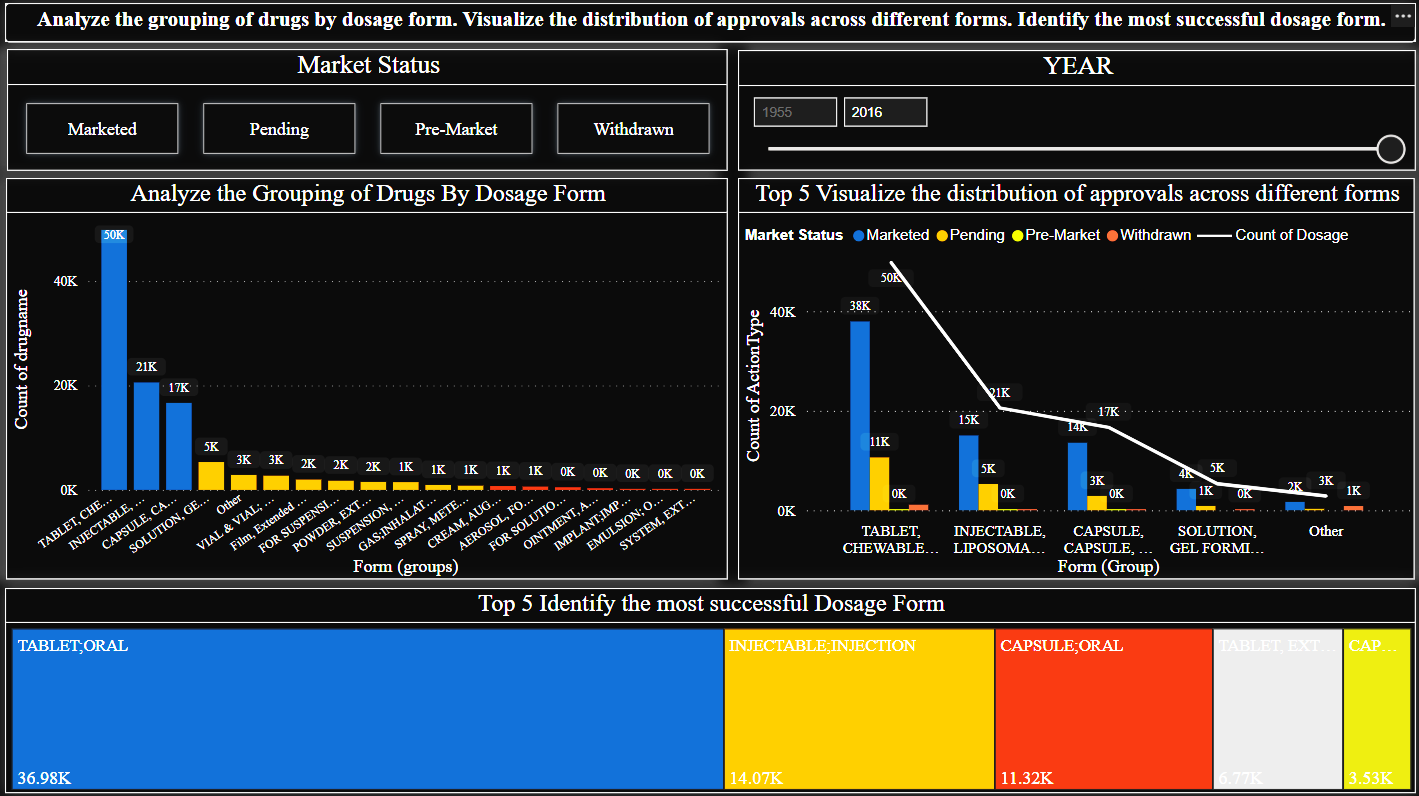 Analyze the grouping of drugs by dosage form. Visualize the distribution of approvals across different forms. Identify the most successful dosage form.
Market Status
Marketed
Pending
Pre-Market
Withdrawn
YEAR
1955
2016
Analyze the Grouping of Drugs By Dosage Form
Count of drugname
40K
20K
0K
50K
21K
17K
5K
3K
3K
2K
2K
2K
1K
1K
1K
1K
1K
0K
0K
0K
0K
0K
TABLET, CHE...
INJECTABLE, ...
CAPSULE, CA...
SOLUTION, GE...
Other
VIAL & VIAL; ...
Film, Extended ...
FOR SUSPENSI...
POWDER, EXT...
SUSPENSION, ...
GAS;INHALAT...
SPRAY, METE...
CREAM, AUG...
AEROSOL, FO...
FOR SOLUTIO...
OINTMENT, A...
IMPLANT;IMP...
EMULSION; O...
SYSTEM, EXT...
Form (groups)
Top 5 Visualize the distribution of approvals across different forms
Market Status Marketed Pending Pre-Market Withdrawn Count of Dosage
Count of ActionType
40K
20K
0K
50K
38K
11K
0K
21K
15K
5K
0K
17K
14K
3K
0K
5K
4K
1K
0K
3K
2K
1K
TABLET,
CHEWABLE...
INJECTABLE,
LIPOSOMA...
CAPSULE,
CAPSULE, ...
SOLUTION,
GEL FORMI...
Other
Form (Group)
Top 5 Identify the most successful Dosage Form
TABLET;ORAL
36.98K
INJECTABLE;INJECTION
14.07K
CAPSULE;ORAL
11.32K
TABLET, EXT...
6.77K
CAP...
3.53K